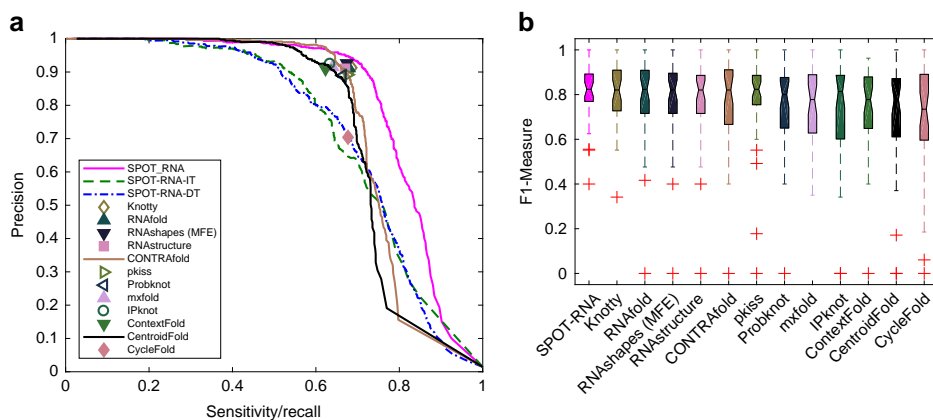 a
1
0.9
0.8
0.7
0.6
0.5
0.4
0.3
0.2
0.1
0
Precision
0
0.2
0.4
0.6
0.8
1
Sensitivity/recall
SPOT_RNA
SPOT-RNA-IT
SPOT-RNA-DT
Knotty
RNAfold
RNAshapes (MFE)
RNAstructure
CONTRAfold
pkiss
Probknot
mxfold
IPknot
ContextFold
CentroidFold
CycleFold
b
1
0.8
0.6
0.4
0.2
0
F1-Measure
SPOT-RNA
Knotty
RNAfold
RNAshapes (MFE)
RNAstructure
CONTRAfold
pkiss
Probknot
mxfold
IPknot
ContextFold
CentroidFold
CycleFold